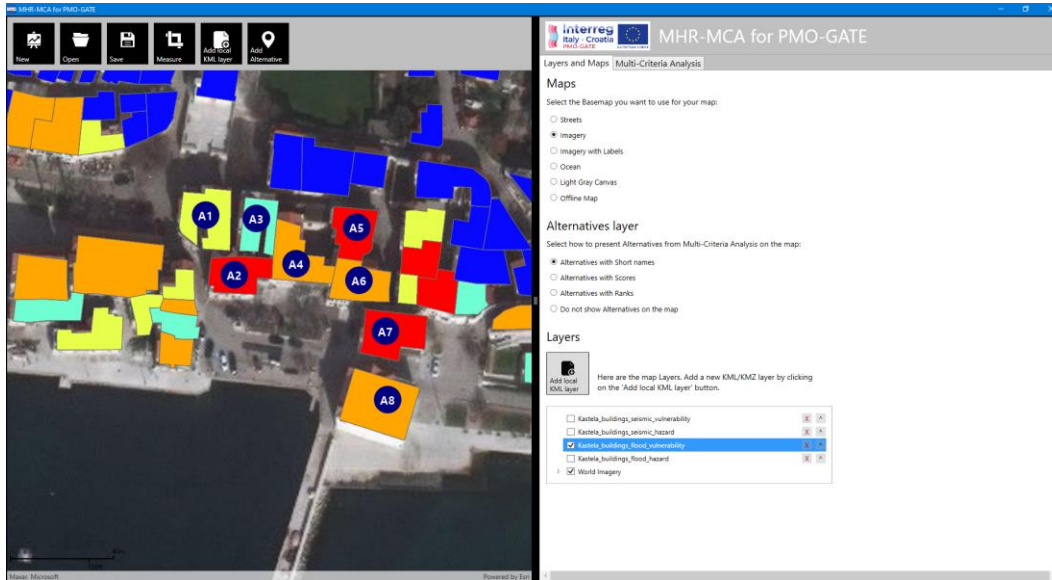 MHR-MCA for PMO-GATE
New
Open
Save
Measure
Add local
KML layer
Add
Alternative
Interreg
Italy - Croatia
PMO-GATE
MHR-MCA for PMO-GATE
Layers and Maps
Multi-Criteria Analysis
Maps
Select the Basemap you want to use for your map:
Streets
Imagery
Imagery with Labels
Ocean
Light Gray Canvas
Offline Map
Alternatives layer
Select how to present Alternatives from Multi-Criteria Analysis on the map:
Alternatives with Short names
Alternatives with Scores
Alternatives with Ranks
Do not show Alternatives on the map
Layers
Add local
KML layer
Here are the map Layers. Add a new KML/KMZ layer by clicking
on the 'Add local KML layer' button.
Kastela_buildings_seismic_vulnerability
X ^
Kastela_buildings_seismic_hazard
X ^
Kastela_buildings_flood_vulnerability
X ^
Kastela_buildings_flood_hazard
X ^
World Imagery
A1
A3
A5
A2
A4
A6
A7
A8
Maxar, Microsoft
Powered by Esri